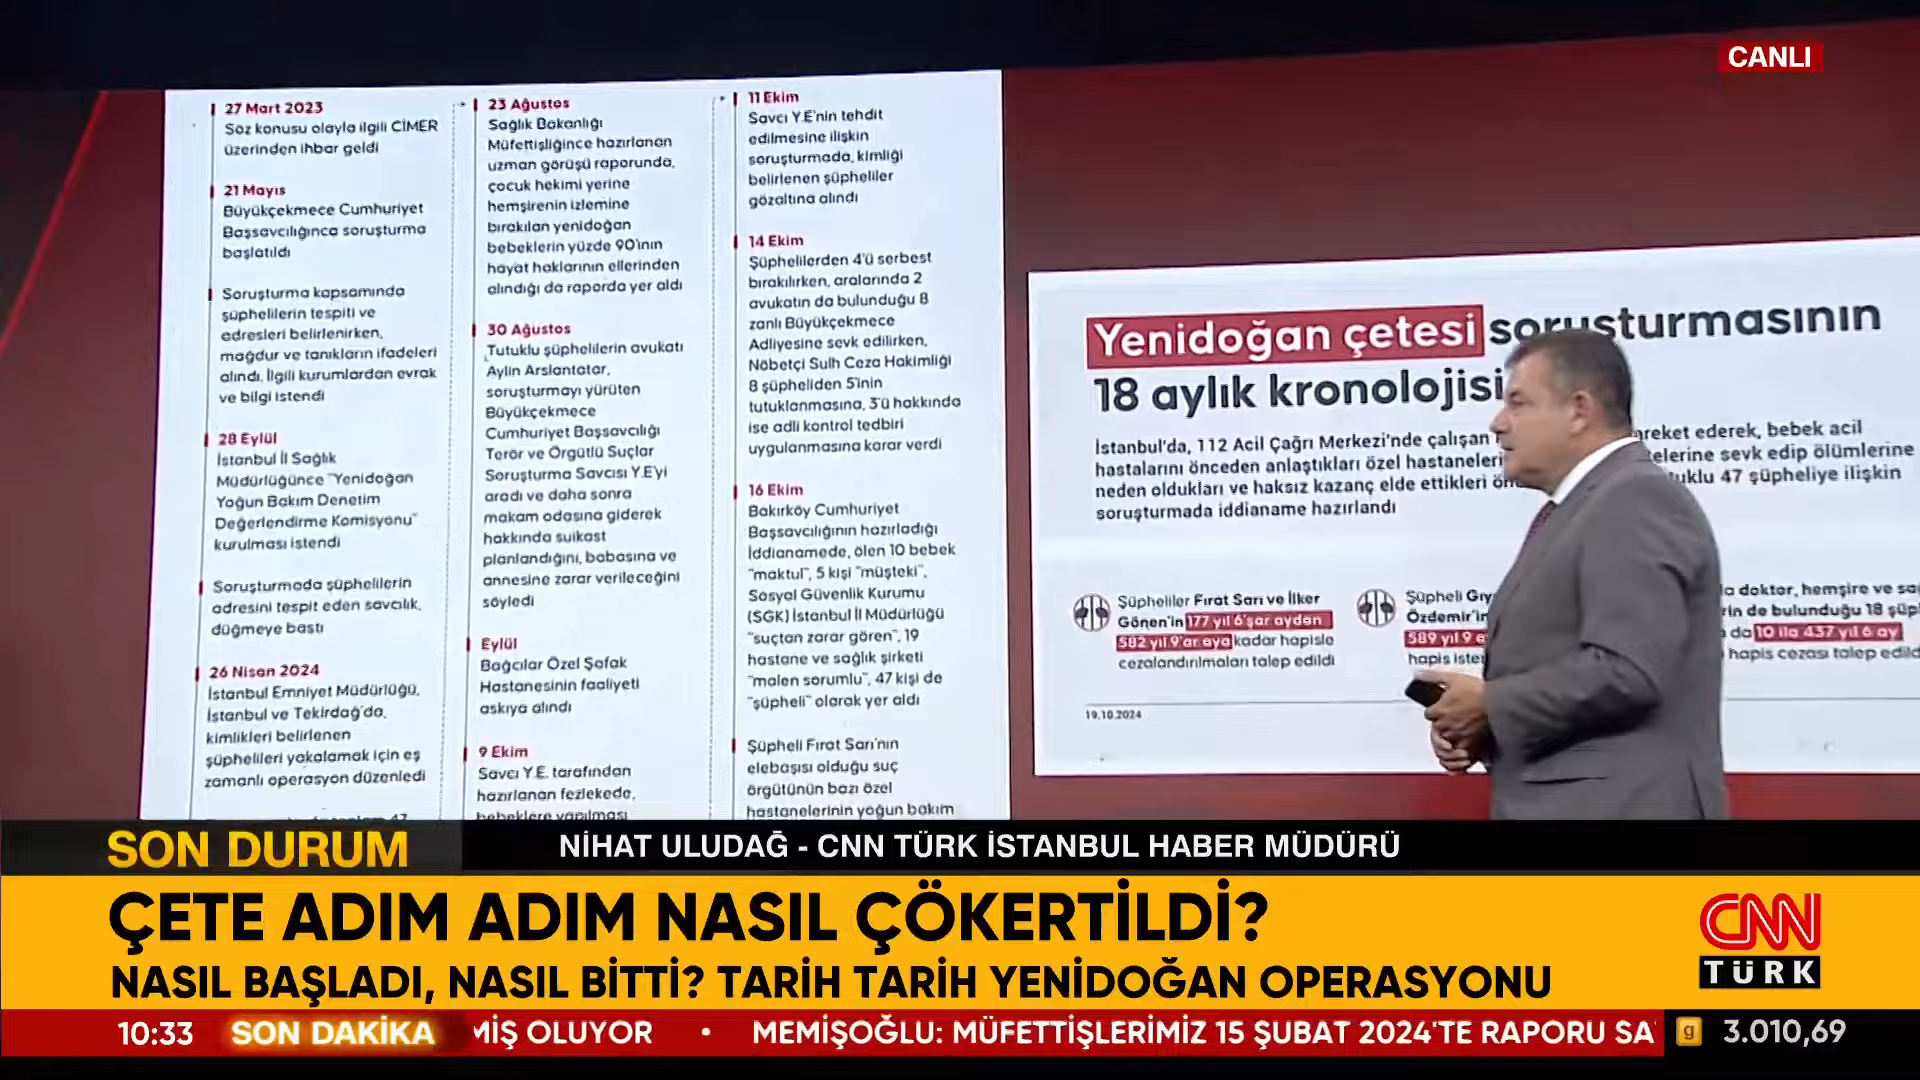 CANLI
27 Mart 2023
Söz konusu olayla ilgili CİMER
üzerinden ihbar geldi
21 Mayıs
Büyükçekmece Cumhuriyet
Başsavcılığınca soruşturma
başlatıldı
Soruşturma kapsamında
şüphelilerin tespiti ve
adresleri belirlenirken,
mağdur ve tanıkların ifadeleri
alındı, ilgili kurumlardan evrak
ve bilgi istendi
28 Eylül
İstanbul İl Sağlık
Müdürlüğünce "Yenidoğan
Yoğun Bakım Denetim
Değerlendirme Komisyonu"
kurulması istendi
Soruşturmada şüphelilerin
adresini tespit eden savcılık,
düğmeye bastı
26 Nisan 2024
İstanbul Emniyet Müdürlüğü,
İstanbul ve Tekirdağ'da,
kimlikleri belirlenen
şüphelileri yakalamak için eş
zamanlı operasyon düzenledi
23 Ağustos
Sağlık Bakanlığı
Müfettişliğince hazırlanan
uzman görüşü raporunda,
çocuk hekimi yerine
hemşirenin izlemine
bırakılan yenidoğan
bebeklerin yüzde 90'ının
hayat haklarının ellerinden
alındığı da raporda yer aldı
30 Ağustos
Tutuklu şüphelilerin avukatı
Aylin Arslantatar,
soruşturmayı yürüten
Büyükçekmece
Cumhuriyet Başsavcılığı
Terör ve Örgütlü Suçlar
Soruşturma Savcısı Y.E'yi
aradı ve daha sonra
makam odasına giderek
hakkında suikast
planlandığını, babasına ve
annesine zarar verileceğini
söyledi
Eylül
Bağcılar Özel Şafak
Hastanesinin faaliyeti
askıya alındı
9 Ekim
Savcı Y.E. tarafından
hazırlanan fezlekede,
bebeklere yapılması
11 Ekim
Savcı Y.E'nin tehdit
edilmesine ilişkin
soruşturmada, kimliği
belirlenen şüpheliler
gözaltına alındı
14 Ekim
Şüphelilerden 4'ü serbest
bırakılırken, aralarında 2
avukatın da bulunduğu 8
zanlı Büyükçekmece
Adliyesine sevk edilirken,
Nöbetçi Sulh Ceza Hakimliği
8 şüpheliden 5'inin
tutuklanmasına, 3'ü hakkında
ise adli kontrol tedbiri
uygulanmasına karar verdi
16 Ekim
Bakırköy Cumhuriyet
Başsavcılığının hazırladığı
İddianamede, ölen 10 bebek
"maktul", 5 kişi "müşteki",
Sosyal Güvenlik Kurumu
(SGK) İstanbul İl Müdürlüğü
"suçtan zarar gören", 19
hastane ve sağlık şirketi
"malen sorumlu", 47 kişi de
"şüpheli" olarak yer aldı
Şüpheli Fırat Sarı'nın
elebaşısı olduğu suç
örgütünün bazı özel
hastanelerinin yoğun bakım
Yenidoğan çetesi soruşturmasının
18 aylık kronolojisi
İstanbul'da, 112 Acil Çağrı Merkezi'nde çalışan hareket ederek, bebek acil
hastalarını önceden anlaştıkları özel hastaneleri telerine sevk edip ölümlerine
neden oldukları ve haksız kazanç elde ettikleri ön tuklu 47 şüpheliye ilişkin
soruşturmada iddianame hazırlandı
Şüpheliler Fırat Sarı ve İlker
Gönen'in 177 yıl 6'şar aydan
582 yıl 9'ar aya kadar hapisle
cezalandırılmaları talep edildi
Şüpheli Gıy
Özdemir'in
589 yıl 9 a
hapis iste
la doktor, hemşire ve sa
rin de bulunduğu 18 şüp
da 10 ila 437 yıl 6 ay
hapis cezası talep edild
19.10.2024
SON DURUM
NİHAT ULUDAĞ - CNN TÜRK İSTANBUL HABER MÜDÜRÜ
ÇETE ADIM ADIM NASIL ÇÖKERTİLDİ?
NASIL BAŞLADI, NASIL BİTTİ? TARİH TARİH YENİDOĞAN OPERASYONU
CNN
TÜRK
10:33 SON DAKİKA MİŞ OLUYOR • MEMİŞOĞLU: MÜFETTİŞLERİMİZ 15 ŞUBAT 2024'TE RAPORU SA g 3.010,69